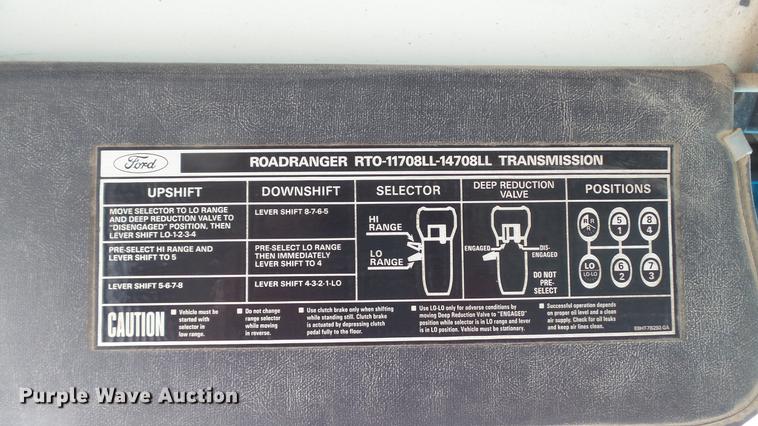 Ford
ROADRANGER RTO-11708LL-14708LL TRANSMISSION
UPSHIFT
MOVE SELECTOR TO LO RANGE
AND DEEP REDUCTION VALVE TO
"DISENGAGED" POSITION, THEN
LEVER SHIFT LO-1-2-3-4
PRE-SELECT HI RANGE AND
LEVER SHIFT TO 5
LEVER SHIFT 5-6-7-8
DOWNSHIFT
LEVER SHIFT 8-7-6-5
PRE-SELECT LO RANGE
THEN IMMEDIATELY
LEVER SHIFT TO 4
LEVER SHIFT 4-3-2-1-LO
SELECTOR
HI
RANGE
LO
RANGE
DEEP REDUCTION
VALVE
ENGAGED
DIS-
ENGAGED
DO NOT
PRE-
SELECT
POSITIONS
R R R
5
1
8
4
LO
LO-LO
6
2
7
3
CAUTION
■ Vehicle must be
started with
selector in
low range.
■ Do not change
range selector
while moving
in reverse.
■ Use clutch brake only when shifting
while standing still. Clutch brake
is actuated by depressing clutch
pedal fully to the floor.
■ Use LO-LO only for adverse conditions by
moving Deep Reduction Valve to "ENGAGED"
position while selector is in LO range and lever
is in LO position. Vehicle must be stationary.
■ Successful operation depends
on proper oil level and a clean
air supply. Check for oil leaks
and keep air lines clean.
E8HT-7B292-GA
Purple Wave Auction